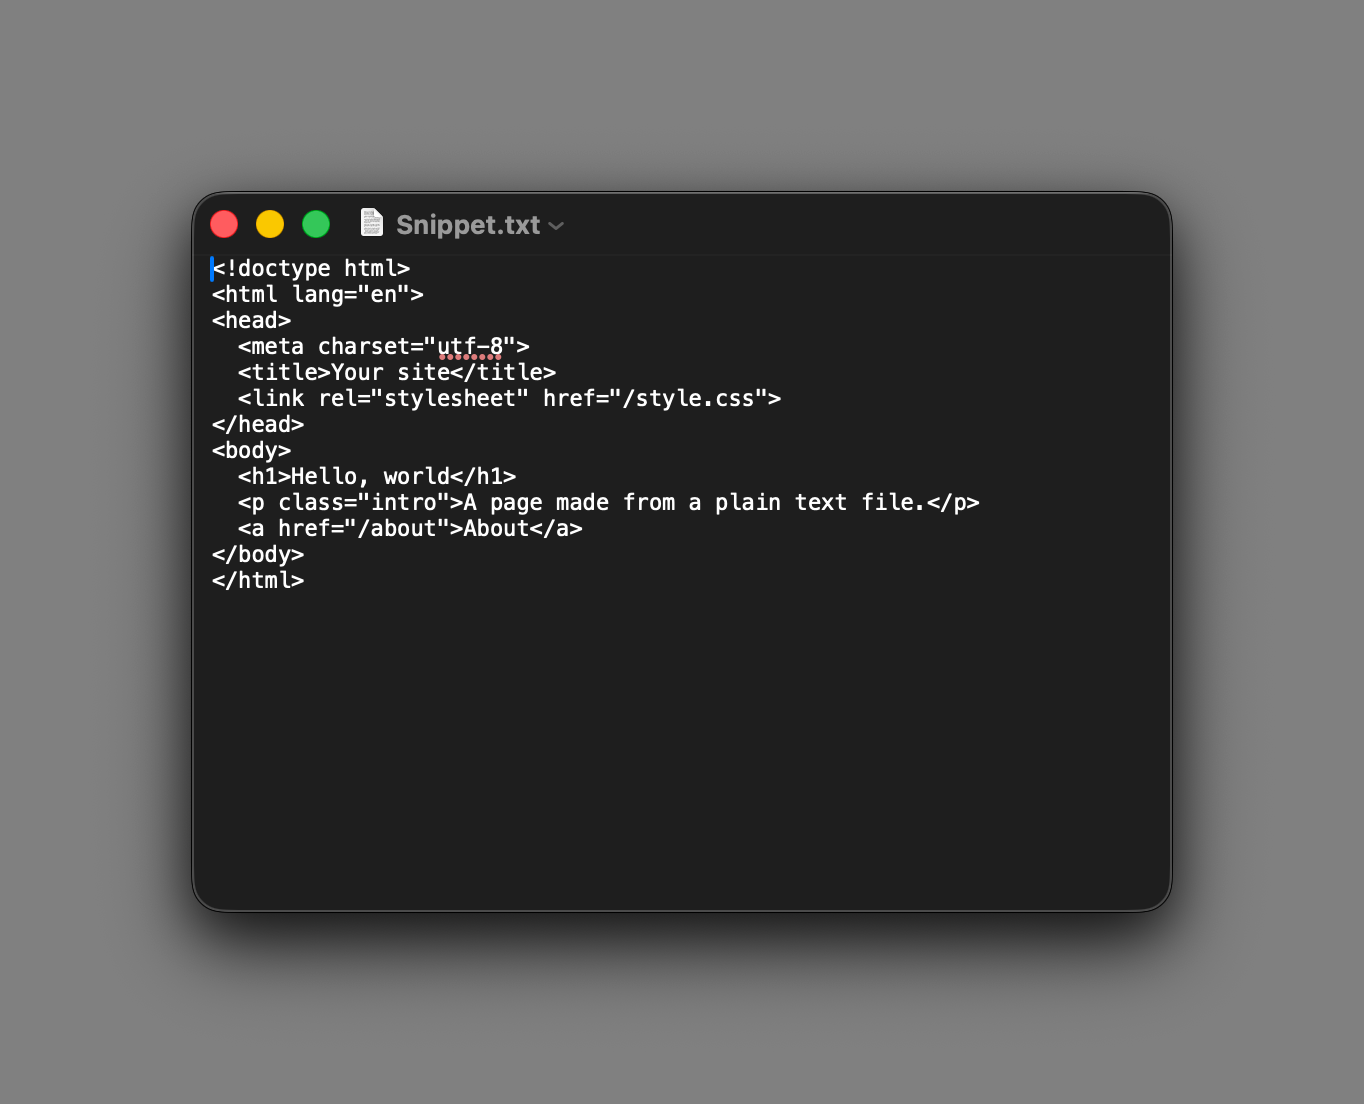 Snippet.txt
<!doctype html>
<html lang="en">
<head>
  <meta charset="utf-8">
  <title>Your site</title>
  <link rel="stylesheet" href="/style.css">
</head>
<body>
  <h1>Hello, world</h1>
  <p class="intro">A page made from a plain text file.</p>
  <a href="/about">About</a>
</body>
</html>